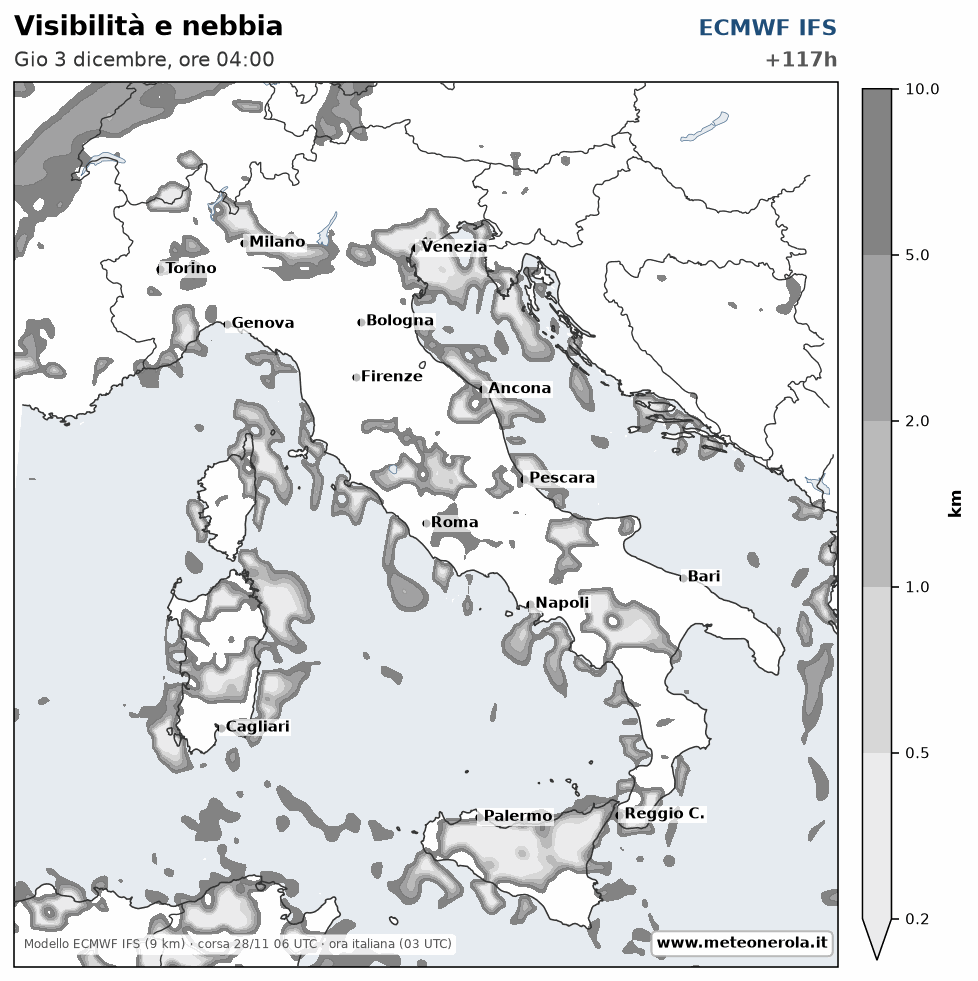 Visibilità e nebbia
ECMWF IFS
Gio 3 dicembre, ore 04:00
+117h
10.0
5.0
2.0
1.0
0.5
0.2
km
Milano
Venezia
Torino
Genova
Bologna
Firenze
Ancona
Pescara
Roma
Bari
Napoli
Cagliari
Palermo
Reggio C.
Modello ECMWF IFS (9 km) · corsa 28/11 06 UTC · ora italiana (03 UTC)
www.meteonerola.it